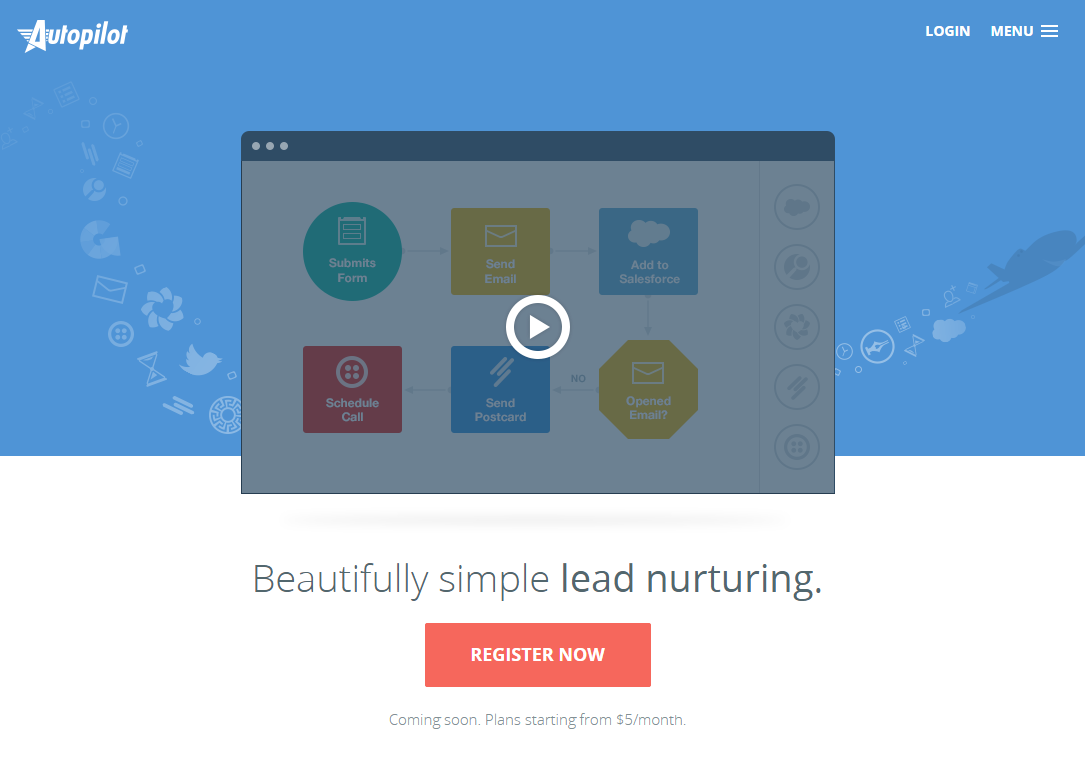 Autopilot
LOGIN
MENU
Submits
Form
Send
Email
Add to
Salesforce
Schedule
Call
Send
Postcard
NO
Opened
Email?
Beautifully simple lead nurturing.
REGISTER NOW
Coming soon. Plans starting from $5/month.